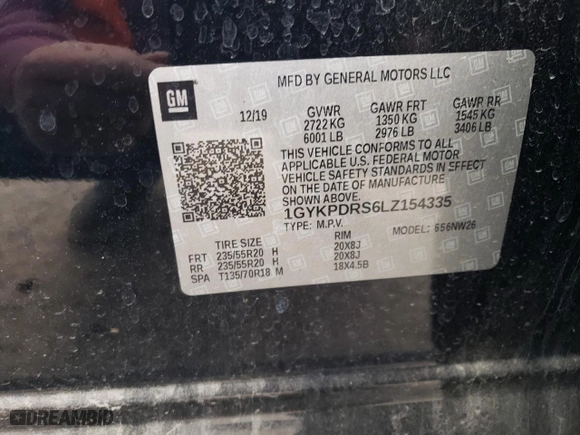 MFD BY GENERAL MOTORS LLC
GM
12/19 GVWR GAWR FRT GAWR RR
2722 KG 1350 KG 1545 KG
6001 LB 2976 LB 3406 LB
THIS VEHICLE CONFORMS TO ALL
APPLICABLE U.S. FEDERAL MOTOR
VEHICLE SAFETY STANDARDS IN EFFECT
ON THE DATE OF MANUFACTURE
SHOWN ABOVE.
1GYKPDRS6LZ154335
TYPE: M.P.V. MODEL: 6S6NW26
TIRE SIZE RIM
FRT 235/55R20 H 20X8J
RR 235/55R20 H 20X8J
SPA T135/70R18 M 18X4.5B
DREAMBID